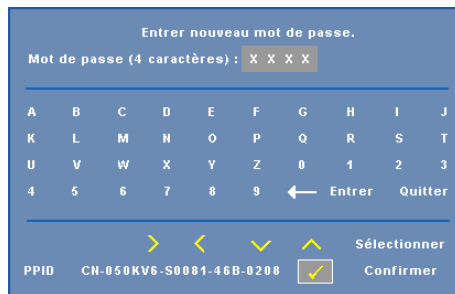 Entrer nouveau mot de passe.
Mot de passe (4 caractères) : X X X X
A B C D E F G H I J
K L M N O P Q R S T
U V W X Y Z 0 1 2 3
4 5 6 7 8 9 ← Entrer Quitter
Sélectionner
PPID CN-050KV6-S0081-46B-0208 ✓ Confirmer